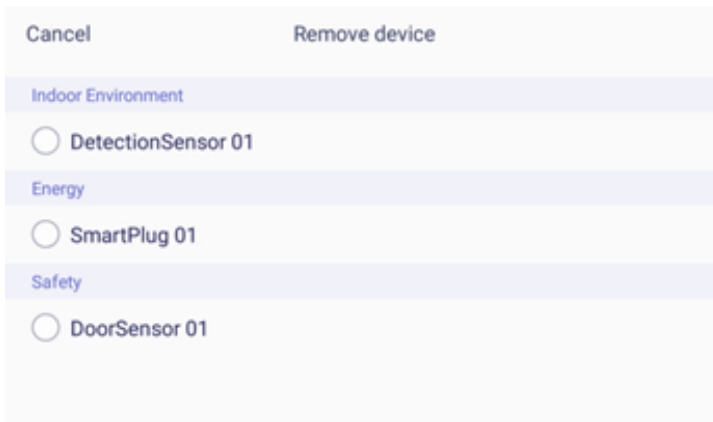 Cancel Remove device
Indoor Environment
DetectionSensor 01
Energy
SmartPlug 01
Safety
DoorSensor 01